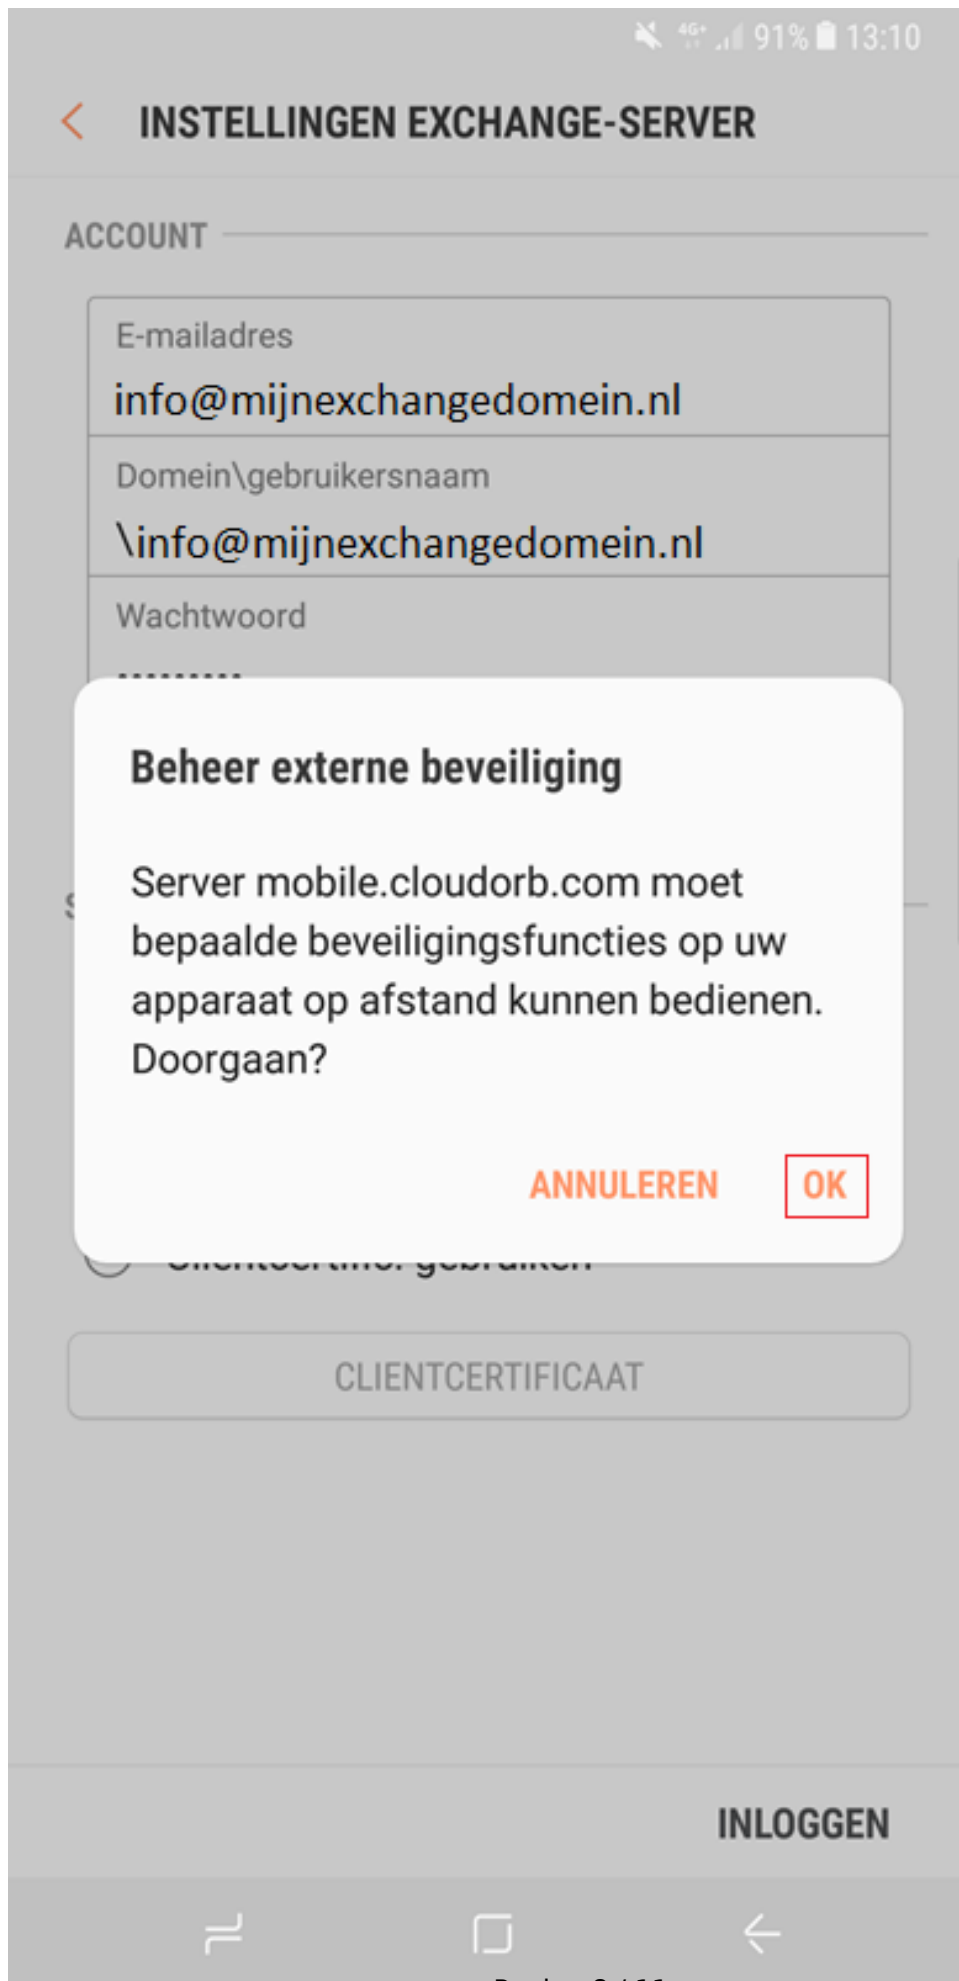 4G+ 91% 13:10
INSTELLINGEN EXCHANGE-SERVER
ACCOUNT
E-mailadres
info@mijnexchangedomein.nl
Domein\gebruikersnaam
\info@mijnexchangedomein.nl
Wachtwoord
Beheer externe beveiliging
Server mobile.cloudorb.com moet
bepaalde beveiligingsfuncties op uw
apparaat op afstand kunnen bedienen.
Doorgaan?
ANNULEREN OK
gebruiken
CLIENTCERTIFICAAT
INLOGGEN